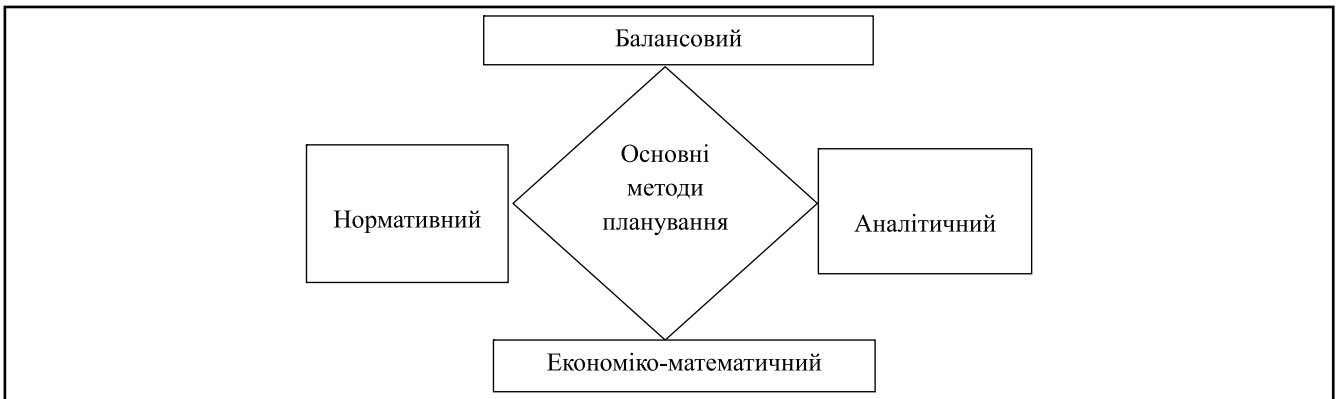 Балансовий
Основні
методи
планування
Нормативний
Аналітичний
Економіко-математичний